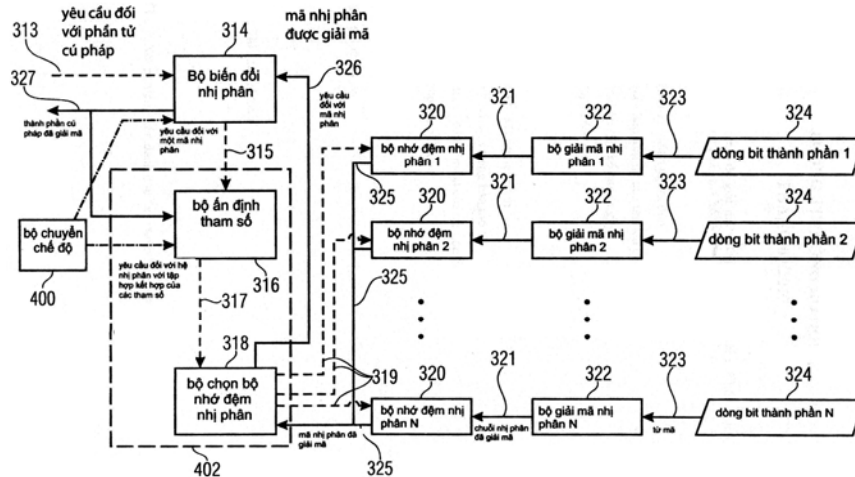 yêu cầu đối
với phần tử
cú pháp
313
327
314
Bộ biến đổi
nhị phân
mã nhị phân
được giải mã
326
yêu cầu đối
với mã nhị
phân
thành phần cú
pháp đã giải mã
yêu cầu đối với
một mã nhị
phân
315
bộ ấn định
tham số
316
bộ chuyển
chế độ
400
yêu cầu đối với hệ
nhị phân với tập
hợp kết hợp của
các tham số
317
318
bộ chọn bộ
nhớ đệm
nhị phân
402
319
mã nhị phân đã
giải mã
325
320
bộ nhớ đệm nhị
phân 1
325
321
322
bộ giải mã nhị
phân 1
323
324
dòng bit thành phần 1
320
bộ nhớ đệm
nhị phân 2
325
321
322
bộ giải mã nhị
phân 2
323
324
dòng bit thành phần 2
320
bộ nhớ đệm nhị
phân N
321
chuỗi nhị phân
đã giải mã
322
bộ giải mã nhị
phân N
323
từ mã
324
dòng bit thành phần N